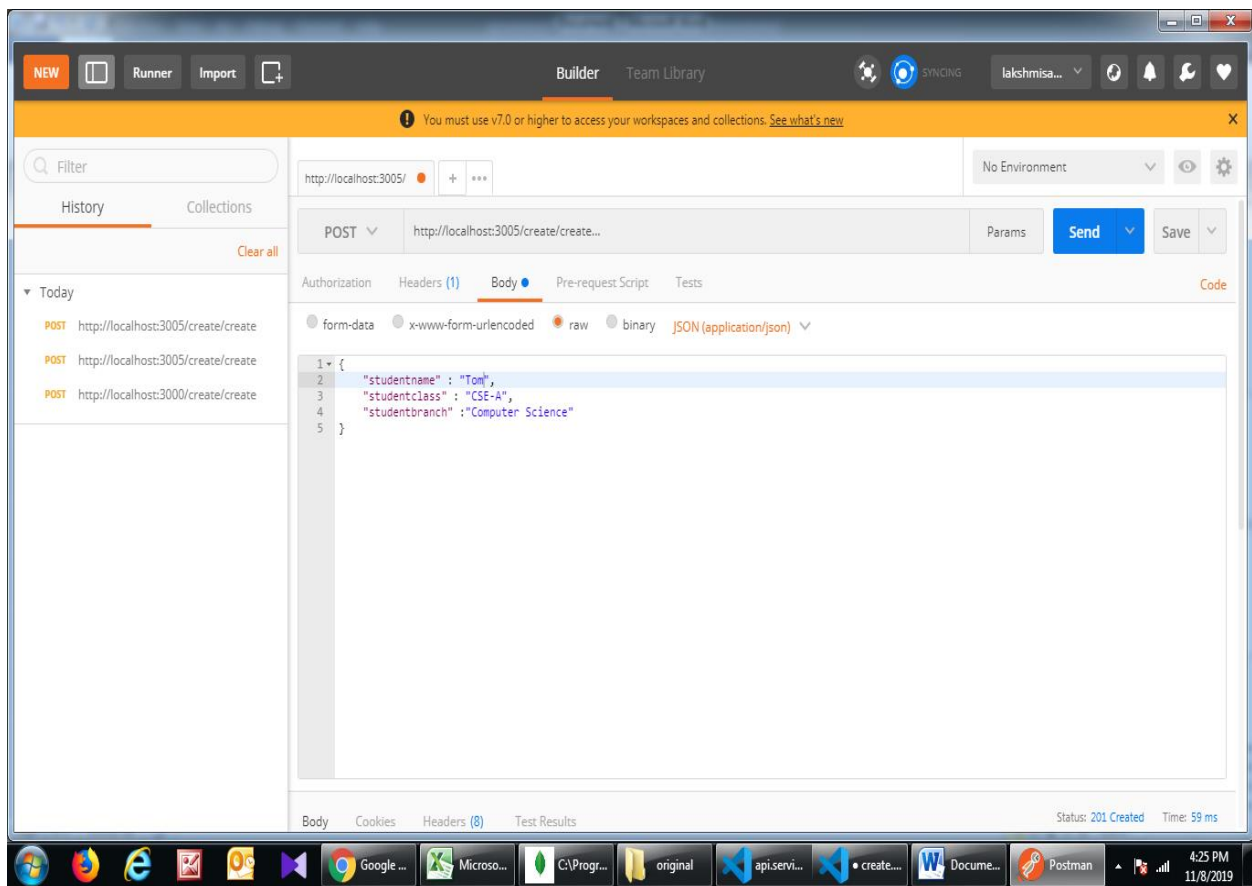 NEW Runner Import Builder Team Library SYNCING lakshmisa...
You must use v7.0 or higher to access your workspaces and collections. See what's new X
Filter
History Collections
Clear all
Today
POST http://localhost:3005/create/create
POST http://localhost:3005/create/create
POST http://localhost:3000/create/create
http://localhost:3005/ + ...
No Environment
POST http://localhost:3005/create/create... Params Send Save
Authorization Headers (1) Body Pre-request Script Tests Code
form-data x-www-form-urlencoded raw binary JSON (application/json)
1 {
2 "studentname" : "Tom",
3 "studentclass" : "CSE-A",
4 "studentbranch" :"Computer Science"
5 }
Body Cookies Headers (8) Test Results Status: 201 Created Time: 59 ms
Google ... Microso... C:\Progr... original api.servi... • create.... Docume... Postman 4:25 PM
11/8/2019